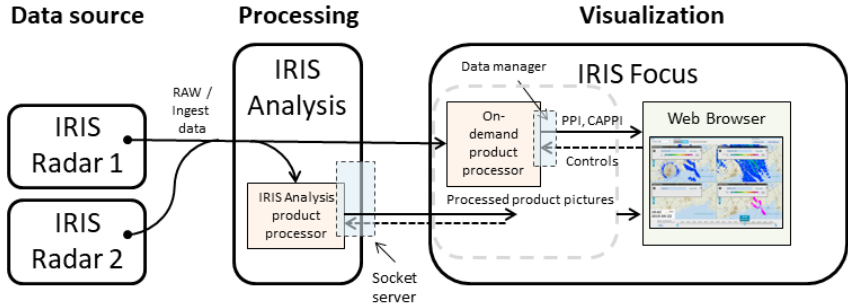 Data source
Processing
Visualization
IRIS
Analysis
Data manager
IRIS Focus
RAW /
Ingest
data
IRIS
Radar 1
On-
demand
product
processor
PPI, CAPPI
Controls
Web Browser
IRIS Analysis
product
processor
Processed product pictures
IRIS
Radar 2
Socket
server